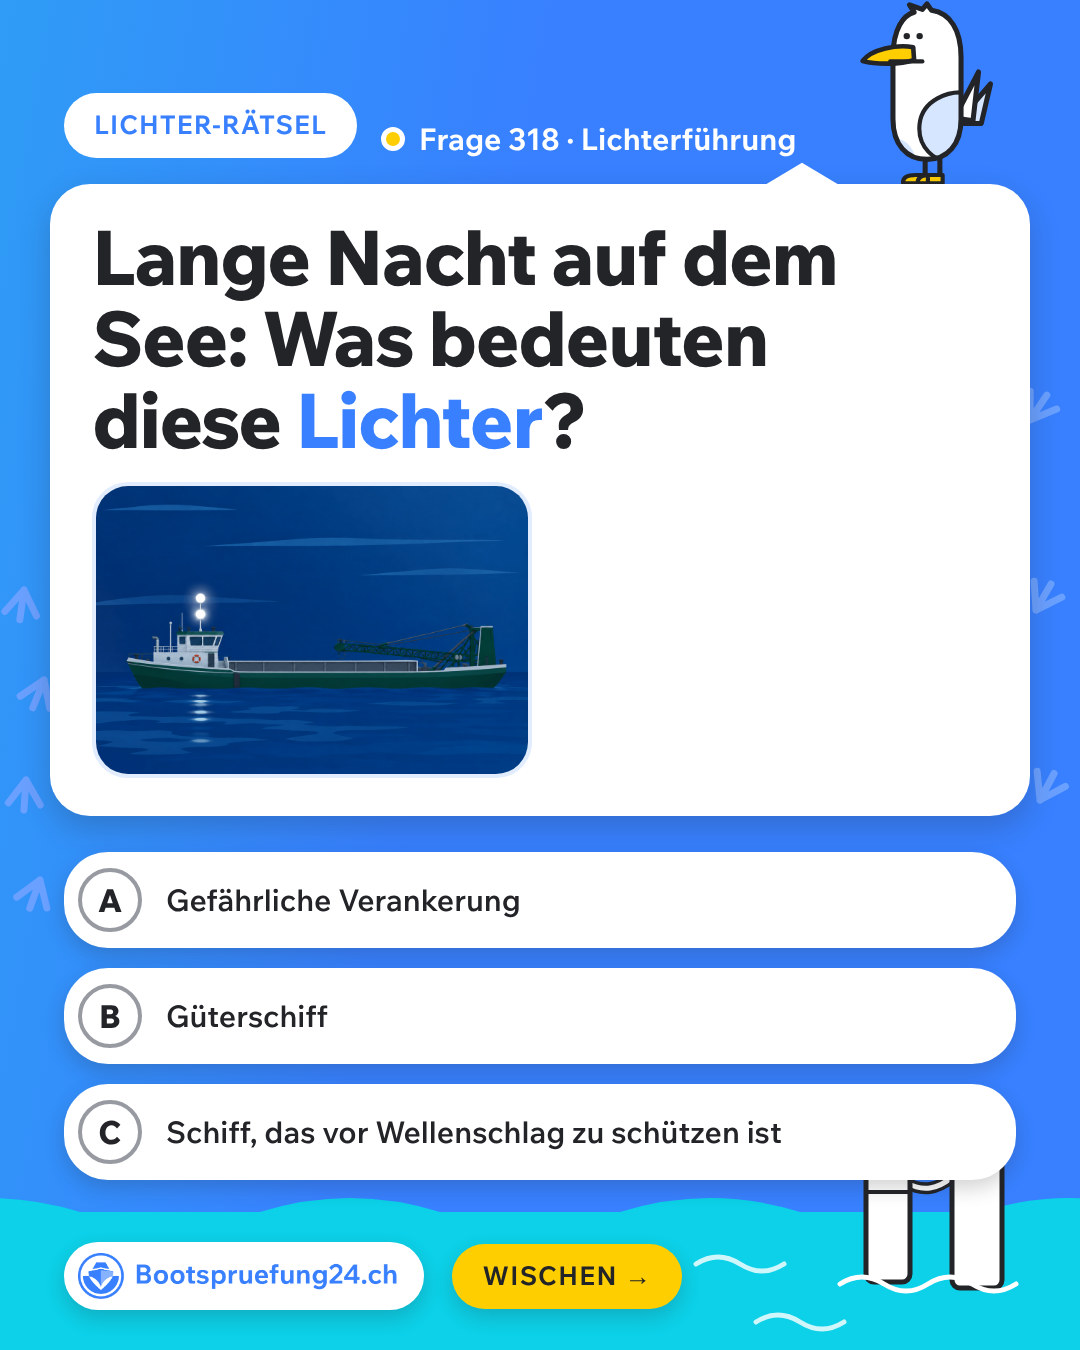 LICHTER-RÄTSEL
Frage 318 · Lichterführung
Lange Nacht auf dem
See: Was bedeuten
diese Lichter?
A Gefährliche Verankerung
B Güterschiff
C Schiff, das vor Wellenschlag zu schützen ist
Bootspruefung24.ch
WISCHEN →